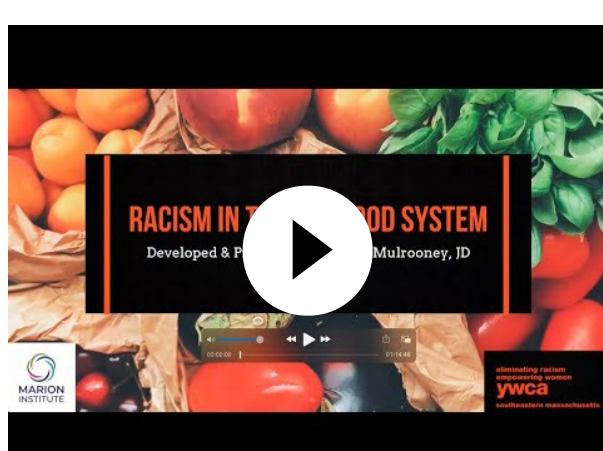 RACISM IN T OOD SYSTEM
Developed & P Mulrooney, JD
00:00:00
01:14:46
MARION
INSTITUTE
eliminating racism
empowering women
ywca
southeastern massachusetts